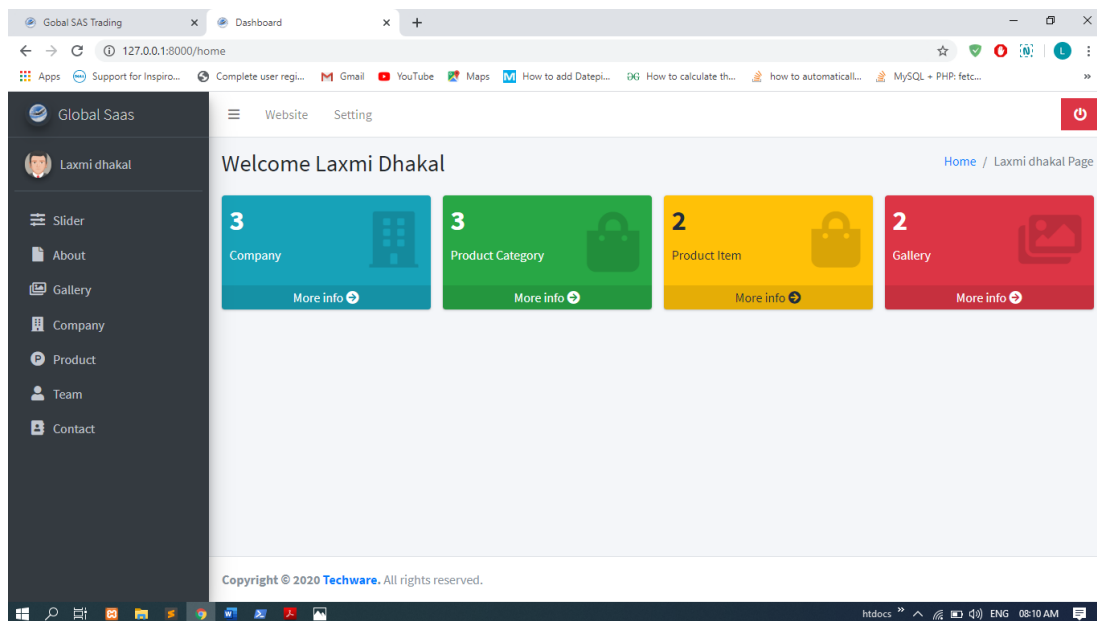 Gobal SAS Trading
Dashboard
127.0.0.1:8000/home
L
Apps
Support for Inspiro...
Complete user regi...
Gmail
YouTube
Maps
How to add Datepi...
How to calculate th...
how to automaticall...
MySQL + PHP: fetc...
»
Global Saas
Website
Setting
Laxmi dhakal
Welcome Laxmi Dhakal
Home / Laxmi dhakal Page
Slider
About
Gallery
Company
Product
Team
Contact
3
Company
More info
3
Product Category
More info
2
Product Item
More info
2
Gallery
More info
Copyright © 2020 Techware. All rights reserved.
htdocs
»
ENG
08:10 AM